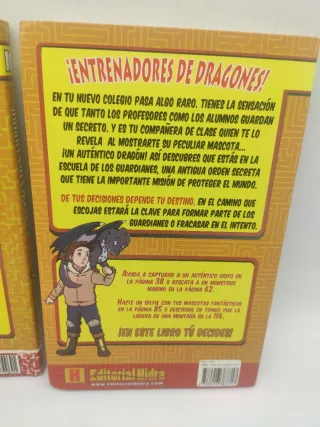 ¡ENTRENADORES DE DRAGONES!
EN TU NUEVO COLEGIO PASA ALGO RARO. TIENES LA SENSACIÓN
DE QUE TANTO LOS PROFESORES COMO LOS ALUMNOS GUARDAN
UN SECRETO. Y ES TU COMPAÑERA DE CLASE QUIEN TE LO
REVELA AL MOSTRARTE SU PECULIAR MASCOTA...
¡UN AUTÉNTICO DRAGÓN! ASÍ DESCUBRES QUE ESTÁS EN LA
ESCUELA DE LOS GUARDIANES, UNA ANTIGUA ORDEN SECRETA
QUE TIENE LA IMPORTANTE MISIÓN DE PROTEGER EL MUNDO.
DE TUS DECISIONES DEPENDE TU DESTINO. EN EL CAMINO QUE
ESCOJAS ESTARÁ LA CLAVE PARA FORMAR PARTE DE LOS
GUARDIANES O FRACASAR EN EL INTENTO.
AYUDA A CAPTURAR A UN AUTÉNTICO GRIFO EN
LA PÁGINA 38 O RESCATA A UN MONSTRUO
MARINO EN LA PÁGINA 62.
HAZTE UN SELFIE CON TUS MASCOTAS FANTÁSTICAS
EN LA PÁGINA 85 O DESCIENDE EN TRINEO POR LA
LADERA DE UNA MONTAÑA EN LA 116.
¡EN ESTE LIBRO TÚ DECIDES!
H Editorial Hidra
www.editorialhidra.com